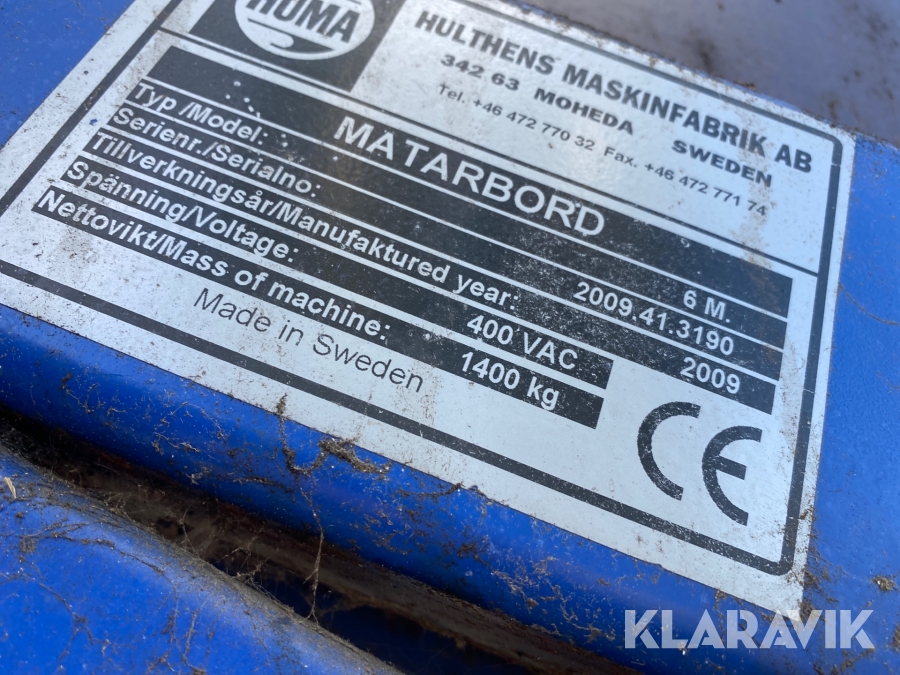 HUMA
HULTHENS MASKINFABRIK AB
342 63 MOHEDA SWEDEN
Tel. +46 472 770 32 Fax. +46 472 771 74
MATARBORD
Typ /Model: 6 M.
Serienr./Serialno: 2009.41.3190
Tillverkningsår/Manufaktured year: 2009
Spänning/Voltage: 400 VAC
Nettovikt/Mass of machine: 1400 kg
Made in Sweden
CE
KLARAVIK